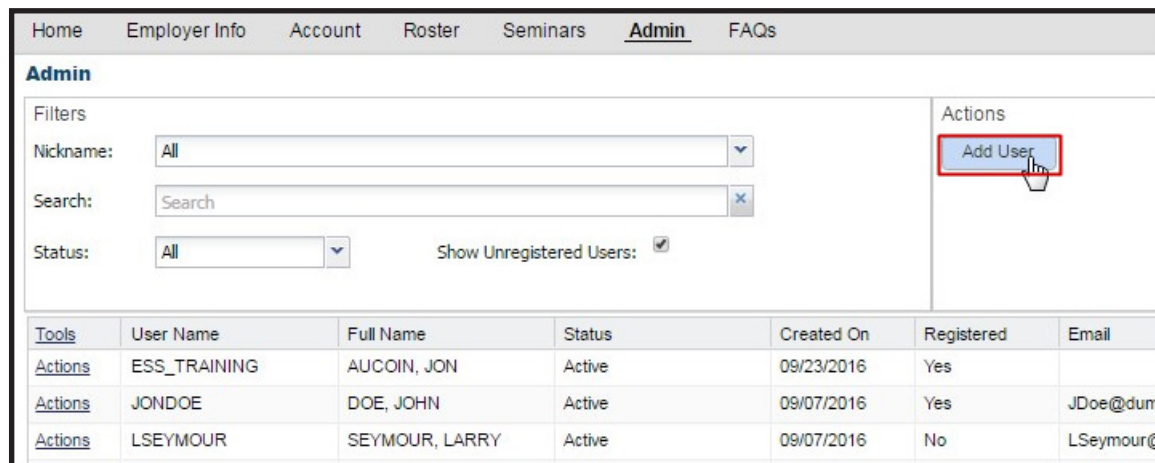 Home Employer Info Account Roster Seminars Admin FAQs
Admin
Filters Actions
Nickname: All Add User
Search: Search
Status: All Show Unregistered Users:
Tools User Name Full Name Status Created On Registered Email
Actions ESS_TRAINING AUCOIN, JON Active 09/23/2016 Yes
Actions JONDOE DOE, JOHN Active 09/07/2016 Yes JDoe@dum
Actions LSEYMOUR SEYMOUR, LARRY Active 09/07/2016 No LSeymour@